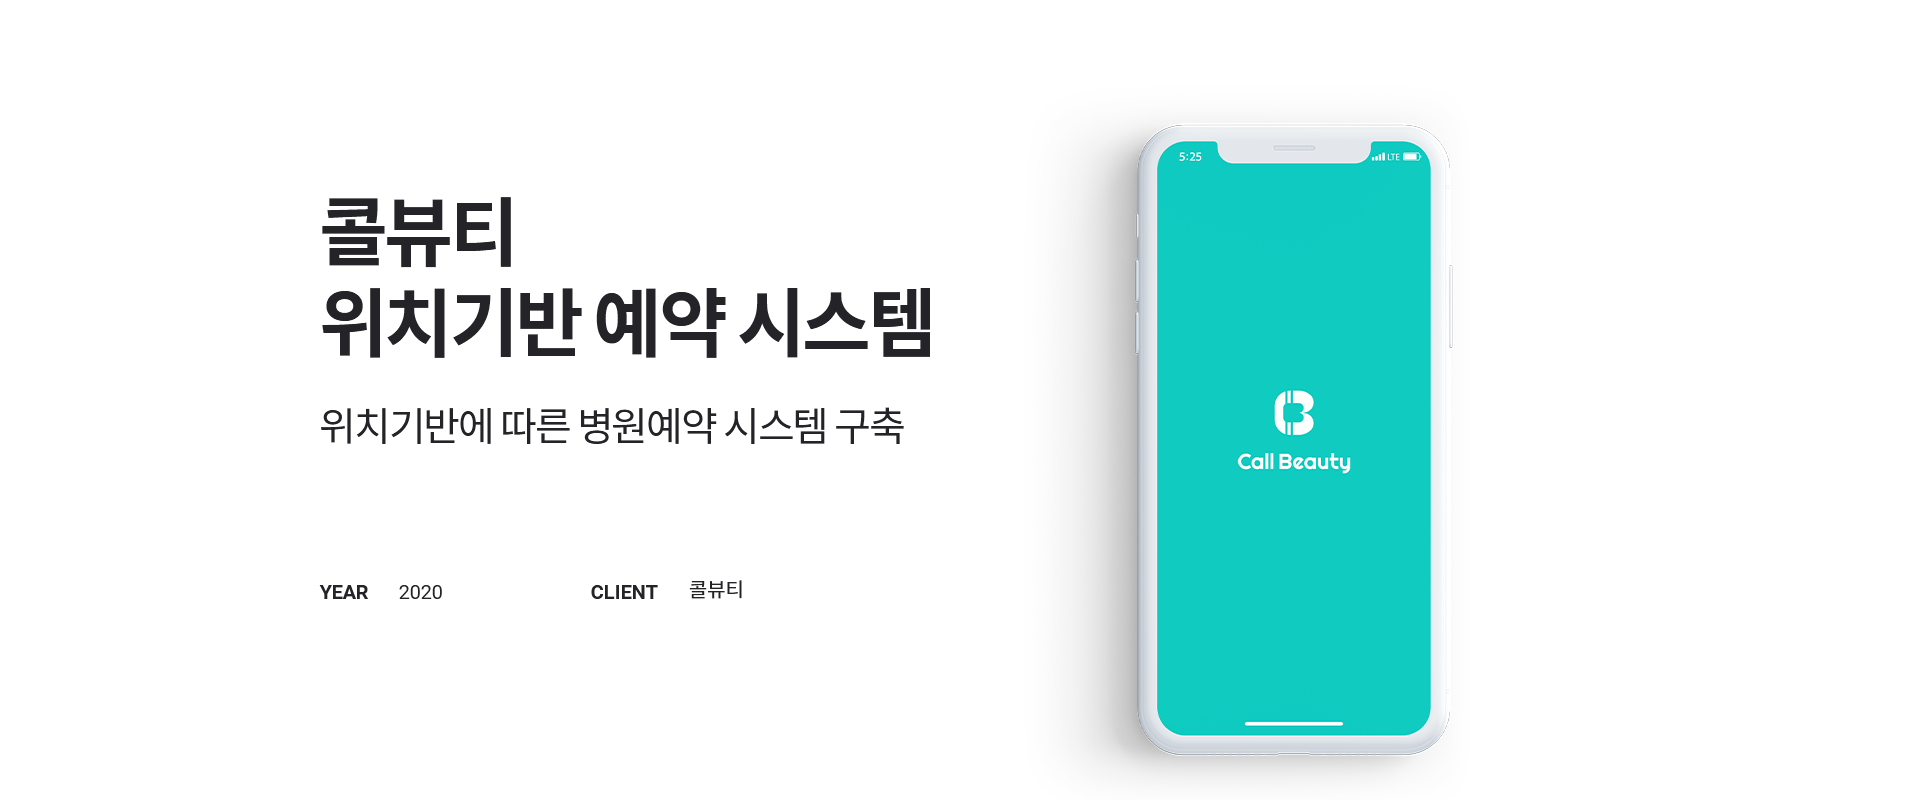 콜뷰티
위치기반 예약 시스템
위치기반에 따른 병원예약 시스템 구축
YEAR 2020 CLIENT 콜뷰티
5:25 LTE
Call Beauty